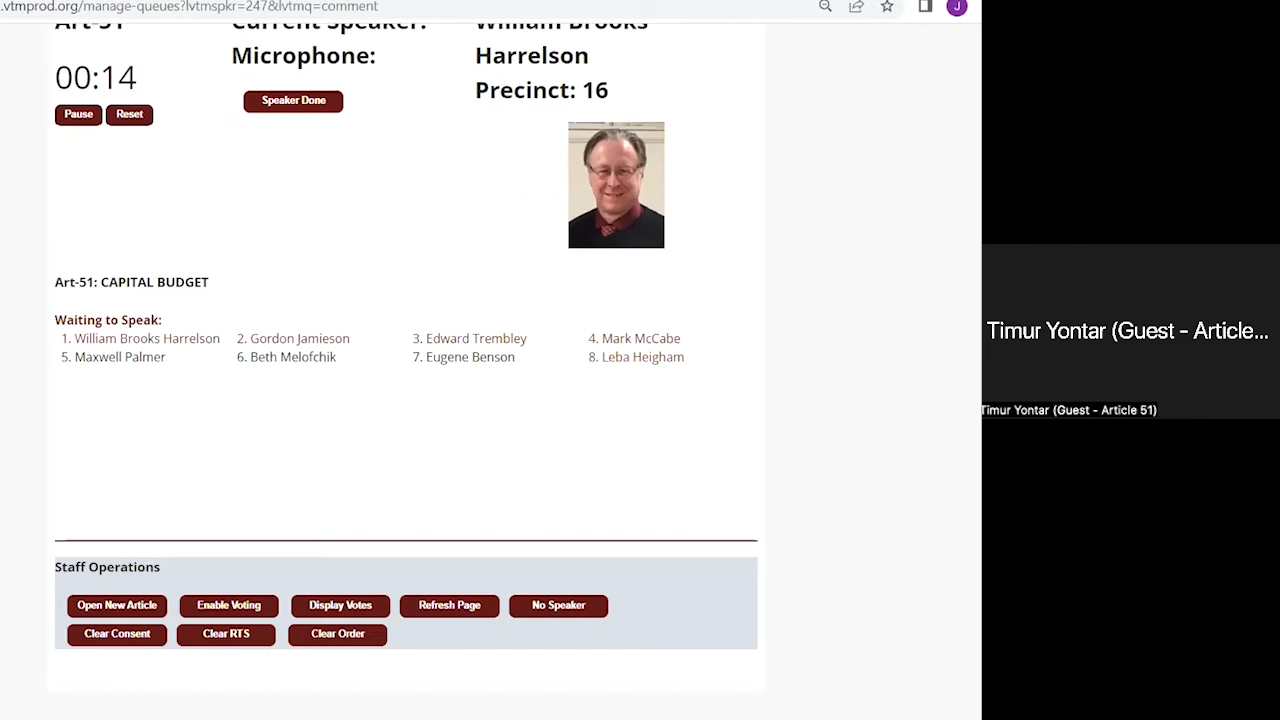 .vtmprod.org/manage-queues?lvtmspkr=247&lvtmq=comment
J
Art-51
Current Speaker:
William Brooks
Harrelson
Microphone:
Precinct: 16
00:14
Pause
Reset
Speaker Done
Art-51: CAPITAL BUDGET
Waiting to Speak:
1. William Brooks Harrelson 2. Gordon Jamieson 3. Edward Trembley 4. Mark McCabe
5. Maxwell Palmer 6. Beth Melofchik 7. Eugene Benson 8. Leba Heigham
Staff Operations
Open New Article Enable Voting Display Votes Refresh Page No Speaker
Clear Consent Clear RTS Clear Order
Timur Yontar (Guest - Article...
Timur Yontar (Guest - Article 51)